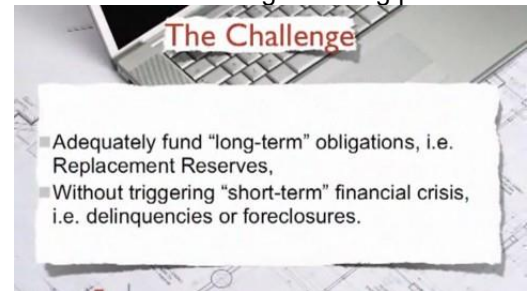 The Challenge
Adequately fund “long-term” obligations, i.e.
Replacement Reserves,
Without triggering “short-term” financial crisis,
i.e. delinquencies or foreclosures.